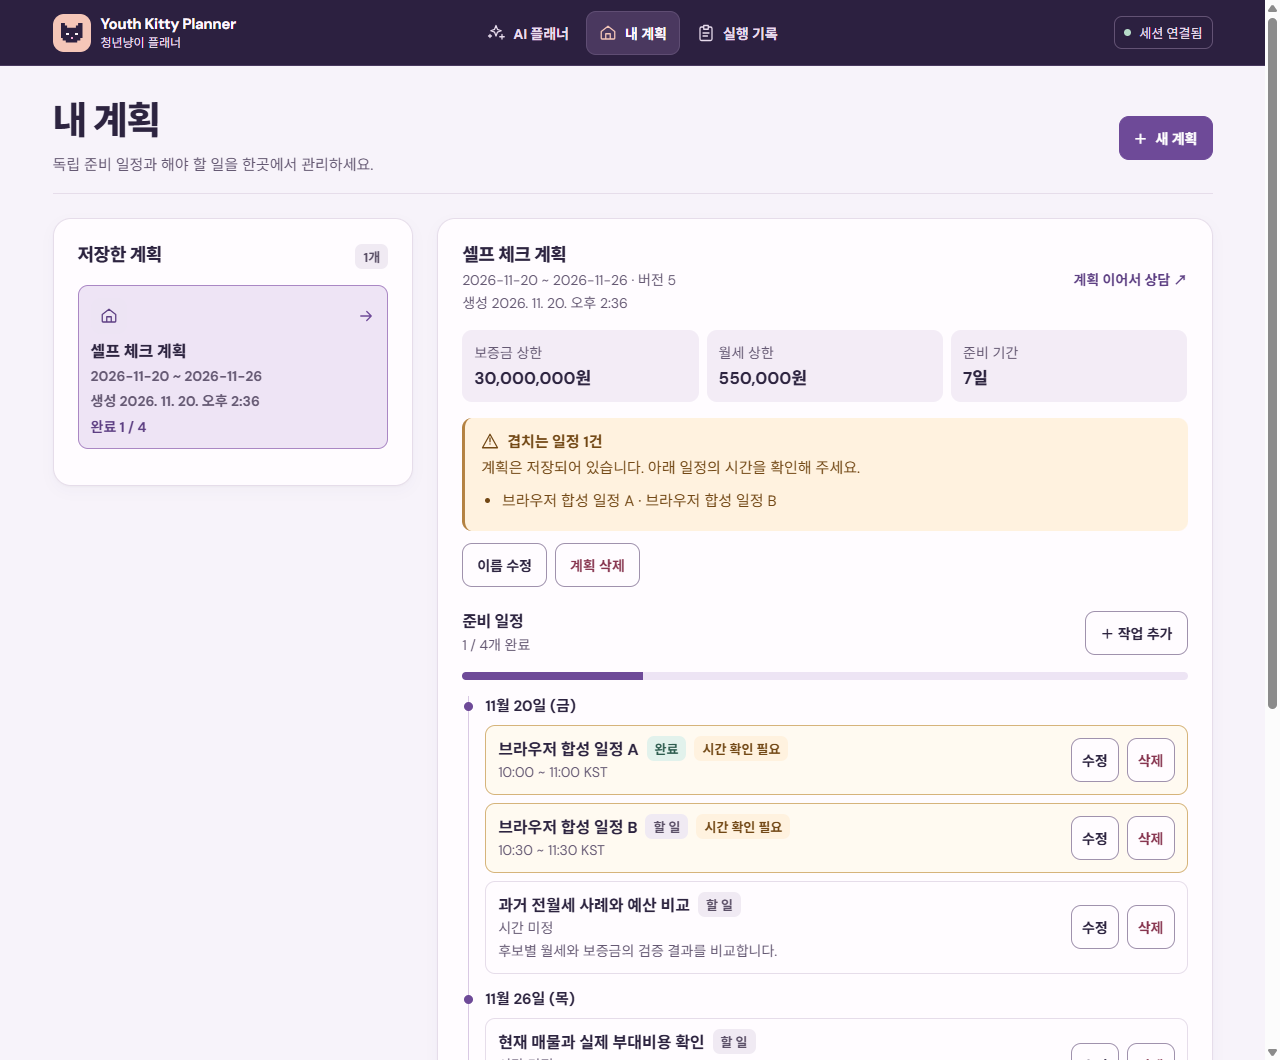 Youth Kitty Planner
청년냥이 플래너
AI 플래너
내 계획
실행 기록
세션 연결됨
내 계획
독립 준비 일정과 해야 할 일을 한곳에서 관리하세요.
+ 새 계획
저장한 계획
1개
셀프 체크 계획
2026-11-20 ~ 2026-11-26
생성 2026. 11. 20. 오후 2:36
완료 1 / 4
셀프 체크 계획
2026-11-20 ~ 2026-11-26 · 버전 5
생성 2026. 11. 20. 오후 2:36
계획 이어서 상담 ↗
보증금 상한
30,000,000원
월세 상한
550,000원
준비 기간
7일
겹치는 일정 1건
계획은 저장되어 있습니다. 아래 일정의 시간을 확인해 주세요.
• 브라우저 합성 일정 A · 브라우저 합성 일정 B
이름 수정
계획 삭제
준비 일정
1 / 4개 완료
+ 작업 추가
11월 20일 (금)
브라우저 합성 일정 A 완료 시간 확인 필요
10:00 ~ 11:00 KST
수정
삭제
브라우저 합성 일정 B 할 일 시간 확인 필요
10:30 ~ 11:30 KST
수정
삭제
과거 전월세 사례와 예산 비교 할 일
시간 미정
후보별 월세와 보증금의 검증 결과를 비교합니다.
수정
삭제
11월 26일 (목)
현재 매물과 실제 부대비용 확인 할 일